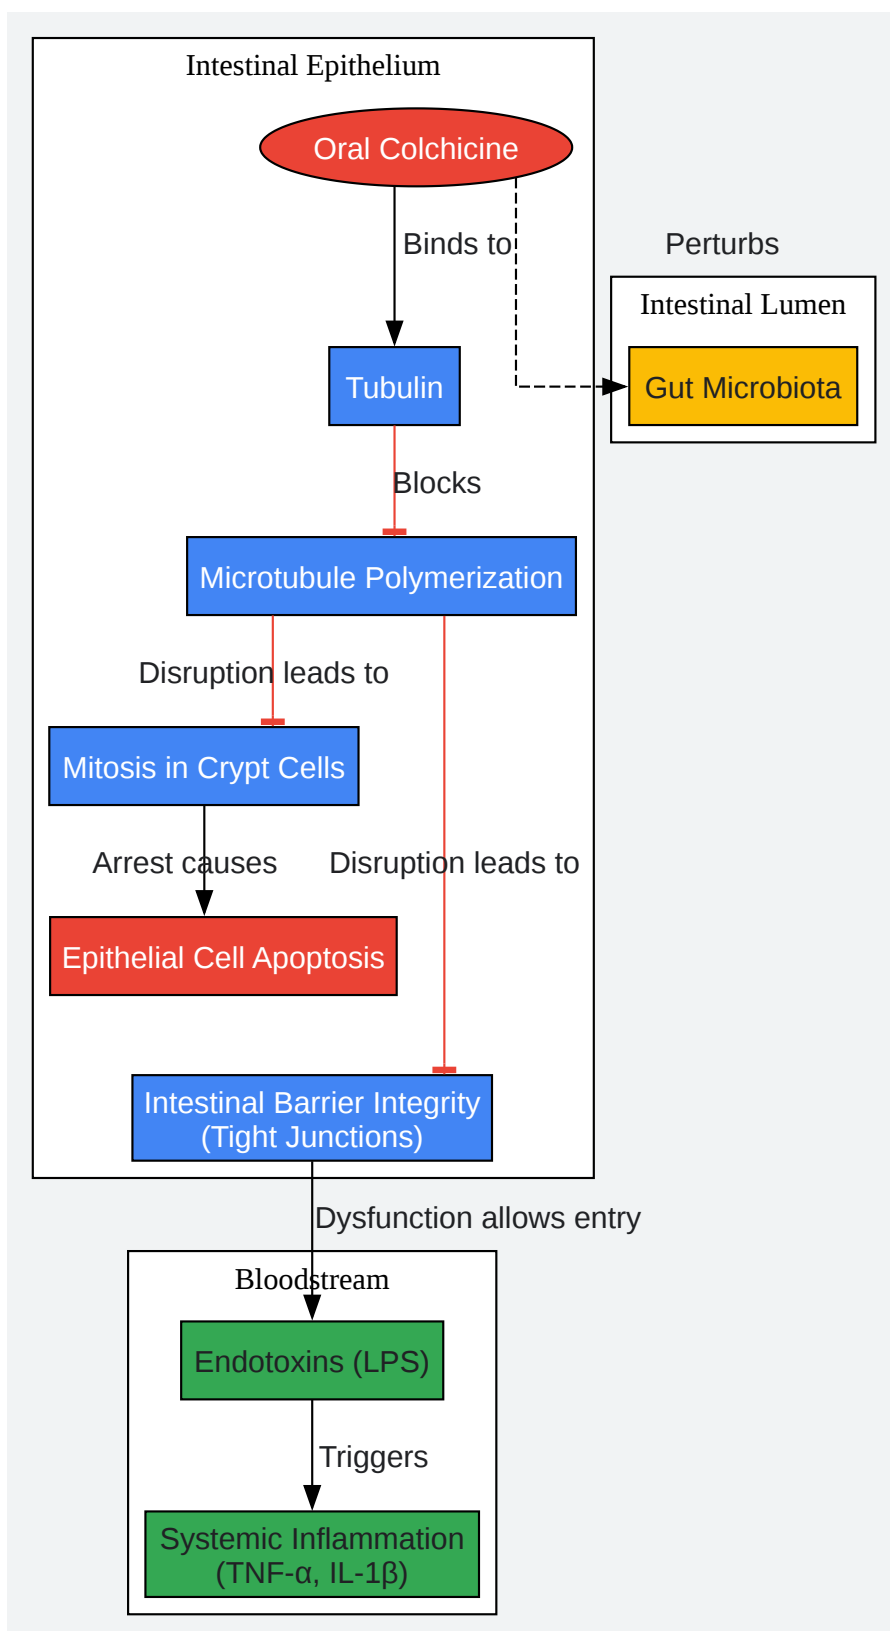 Intestinal Epithelium
Oral Colchicine
Binds to
Perturbs
Intestinal Lumen
Tubulin
Gut Microbiota
Blocks
Microtubule Polymerization
Disruption leads to
Mitosis in Crypt Cells
Arrest causes
Disruption leads to
Epithelial Cell Apoptosis
Intestinal Barrier Integrity
(Tight Junctions)
Dysfunction allows entry
Bloodstream
Endotoxins (LPS)
Triggers
Systemic Inflammation
(TNF-α, IL-1β)